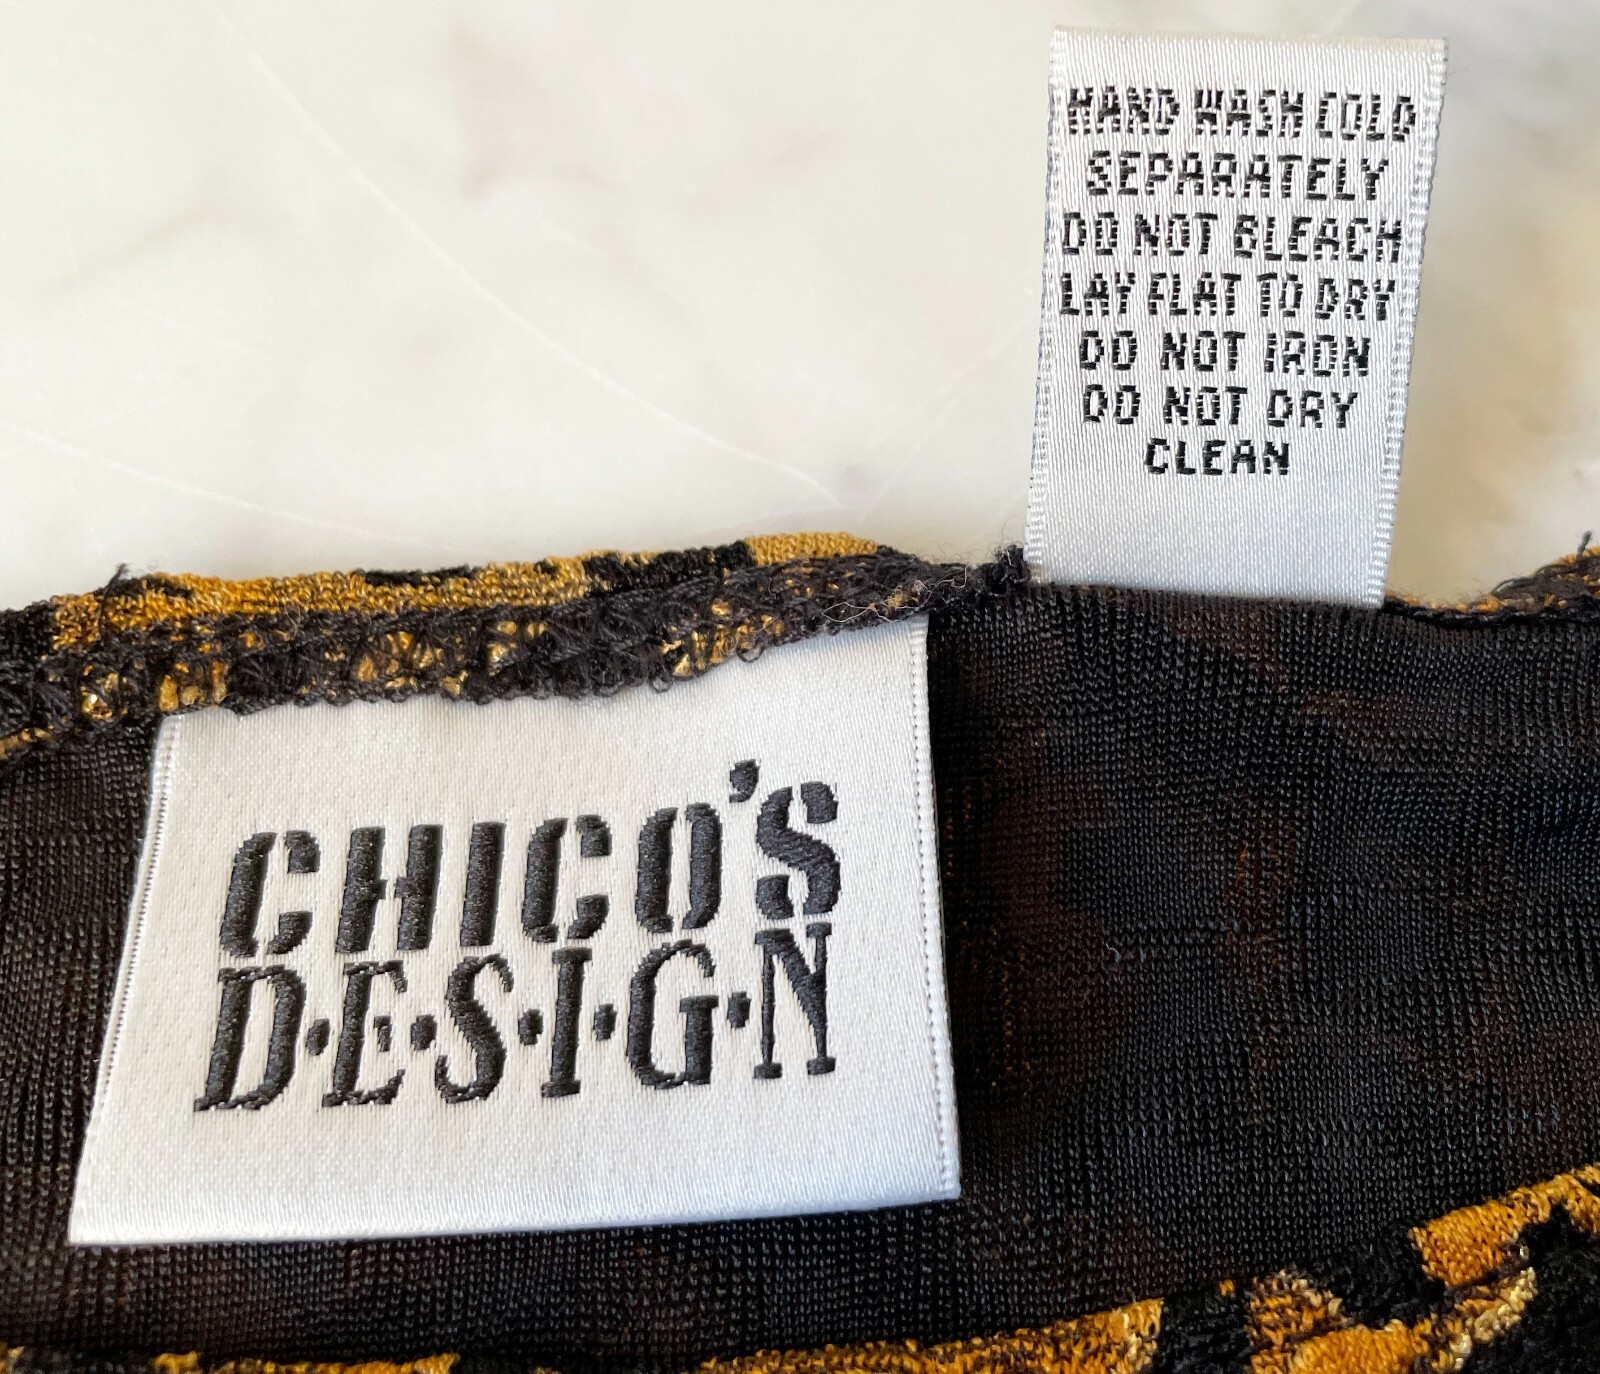 HAND WASH COLD
SEPARATELY
DO NOT BLEACH
LAY FLAT TO DRY
DO NOT IRON
DO NOT DRY
CLEAN
CHICO'S
D·E·S·I·G·N